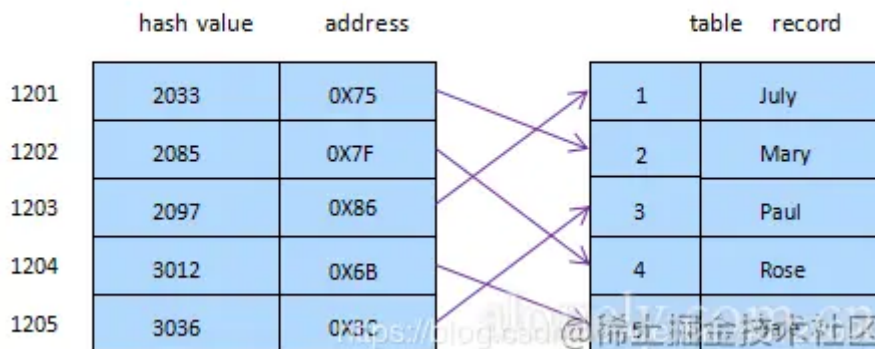 hash value address table record
1201 2033 0X75 1 July
1202 2085 0X7F 2 Mary
1203 2097 0X86 3 Paul
1204 3012 0X6B 4 Rose
1205 3036
@稀土掘金技术社区